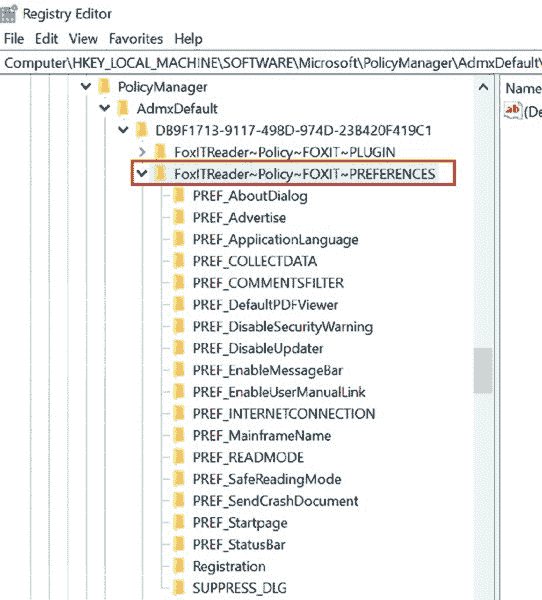 Registry Editor
File Edit View Favorites Help
Computer\HKEY_LOCAL_MACHINE\SOFTWARE\Microsoft\PolicyManager\AdmxDefault\
PolicyManager
Name
AdmxDefault
ab (De
DB9F1713-9117-498D-974D-23B420F419C1
FoxITReader~Policy~FOXIT~PLUGIN
FoxITReader~Policy~FOXIT~PREFERENCES
PREF_AboutDialog
PREF_Advertise
PREF_ApplicationLanguage
PREF_COLLECTDATA
PREF_COMMENTSFILTER
PREF_DefaultPDFViewer
PREF_DisableSecurityWarning
PREF_DisableUpdater
PREF_EnableMessageBar
PREF_EnableUserManualLink
PREF_INTERNETCONNECTION
PREF_MainframeName
PREF_READMODE
PREF_SafeReadingMode
PREF_SendCrashDocument
PREF_Startpage
PREF_StatusBar
Registration
SUPPRESS_DLG